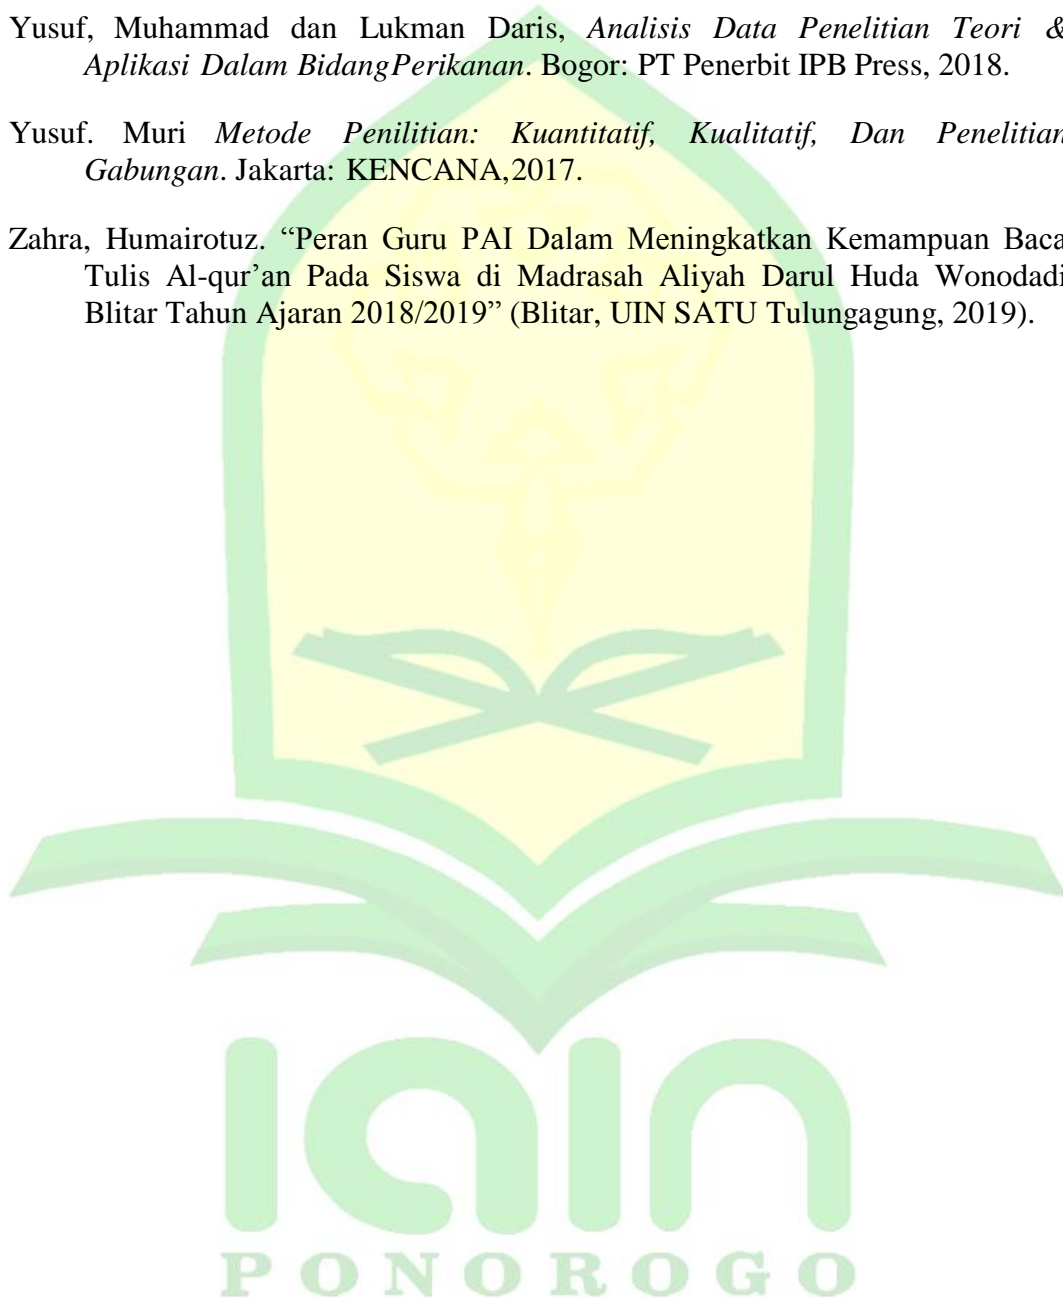 Yusuf, Muhammad dan Lukman Daris, Analisis Data Penelitian Teori &
Aplikasi Dalam BidangPerikanan. Bogor: PT Penerbit IPB Press, 2018.
Yusuf. Muri Metode Penilitian: Kuantitatif, Kualitatif, Dan Penelitian
Gabungan. Jakarta: KENCANA,2017.
Zahra, Humairotuz. “Peran Guru PAI Dalam Meningkatkan Kemampuan Baca
Tulis Al-qur’an Pada Siswa di Madrasah Aliyah Darul Huda Wonodadi
Blitar Tahun Ajaran 2018/2019” (Blitar, UIN SATU Tulungagung, 2019).
IAIN
PONOROGO